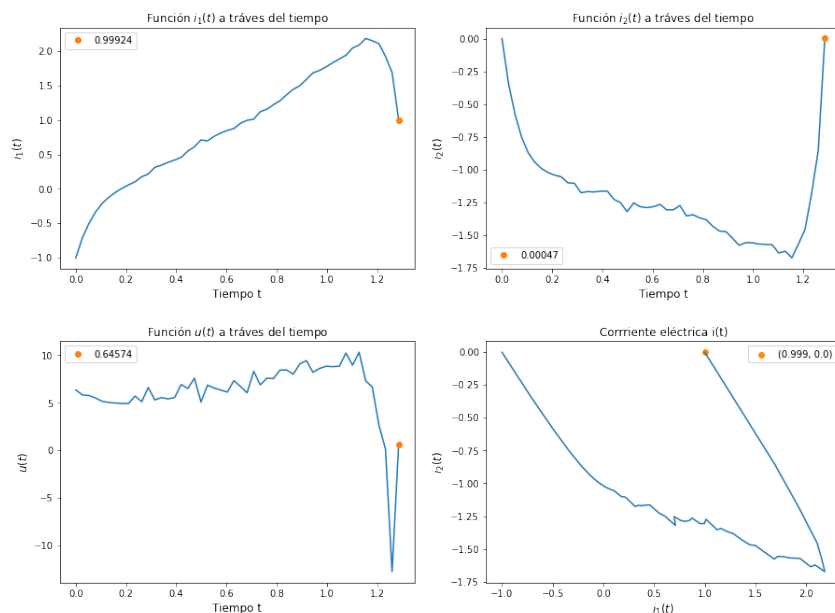 Función i₁(t) a tráves del tiempo
0.99924
2.0
1.5
1.0
0.5
0.0
−0.5
−1.0
i₁(t)
0.0 0.2 0.4 0.6 0.8 1.0 1.2
Tiempo t
Función i₂(t) a tráves del tiempo
0.00
−0.25
−0.50
−0.75
−1.00
−1.25
−1.50
−1.75
i₂(t)
0.00047
0.0 0.2 0.4 0.6 0.8 1.0 1.2
Tiempo t
Función u(t) a tráves del tiempo
0.64574
10
5
0
−5
−10
u(t)
0.0 0.2 0.4 0.6 0.8 1.0 1.2
Tiempo t
Corrriente eléctrica i(t)
(0.999, 0.0)
0.00
−0.25
−0.50
−0.75
−1.00
−1.25
−1.50
−1.75
i₂(t)
−1.0 −0.5 0.0 0.5 1.0 1.5 2.0
i₁(t)